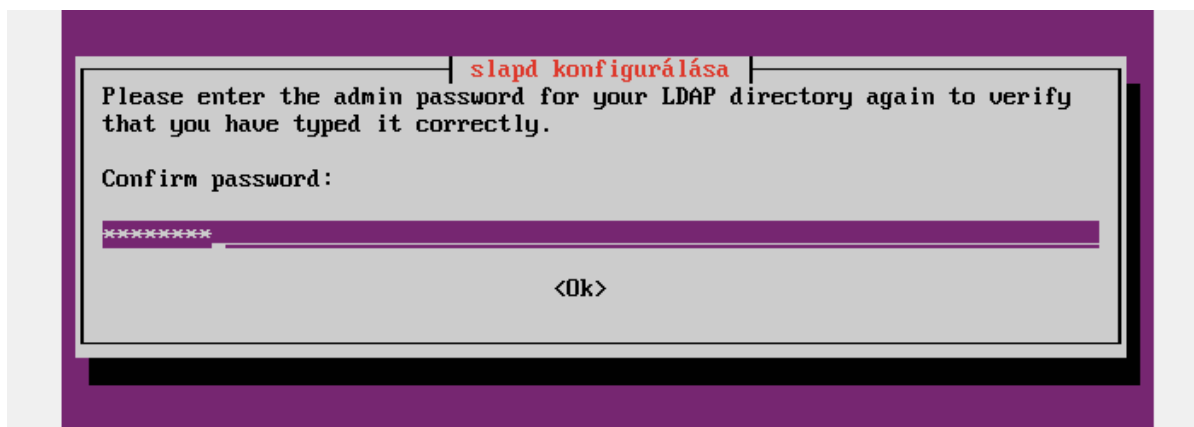 slapd konfigurálása
Please enter the admin password for your LDAP directory again to verify
that you have typed it correctly.
Confirm password:
********
<Ok>